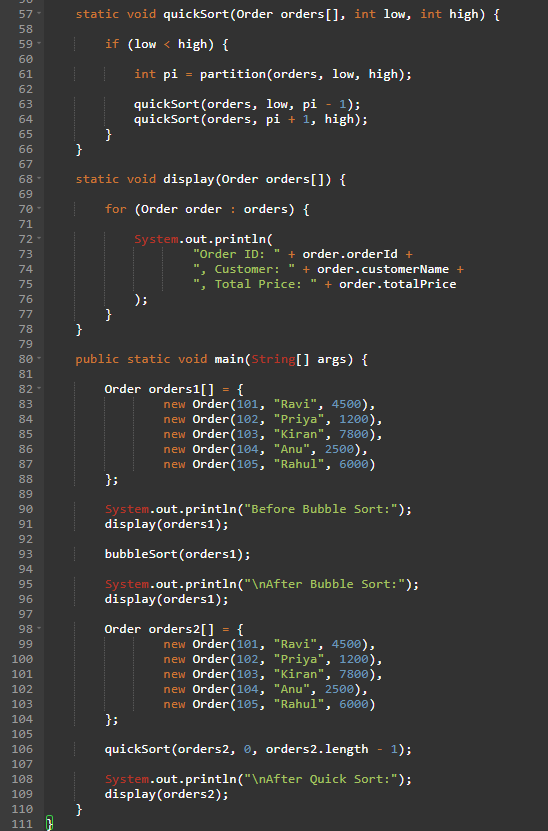 57 static void quickSort(Order orders[], int low, int high) {
58
59 if (low < high) {
60
61 int pi = partition(orders, low, high);
62
63 quickSort(orders, low, pi - 1);
64 quickSort(orders, pi + 1, high);
65 }
66 }
67
68 static void display(Order orders[]) {
69
70 for (Order order : orders) {
71
72 System.out.println(
73 "Order ID: " + order.orderId +
74 ", Customer: " + order.customerName +
75 ", Total Price: " + order.totalPrice
76 );
77 }
78 }
79
80 public static void main(String[] args) {
81
82 Order orders1[] = {
83 new Order(101, "Ravi", 4500),
84 new Order(102, "Priya", 1200),
85 new Order(103, "Kiran", 7800),
86 new Order(104, "Anu", 2500),
87 new Order(105, "Rahul", 6000)
88 };
89
90 System.out.println("Before Bubble Sort:");
91 display(orders1);
92
93 bubbleSort(orders1);
94
95 System.out.println("\nAfter Bubble Sort:");
96 display(orders1);
97
98 Order orders2[] = {
99 new Order(101, "Ravi", 4500),
100 new Order(102, "Priya", 1200),
101 new Order(103, "Kiran", 7800),
102 new Order(104, "Anu", 2500),
103 new Order(105, "Rahul", 6000)
104 };
105
106 quickSort(orders2, 0, orders2.length - 1);
107
108 System.out.println("\nAfter Quick Sort:");
109 display(orders2);
110 }
111 }